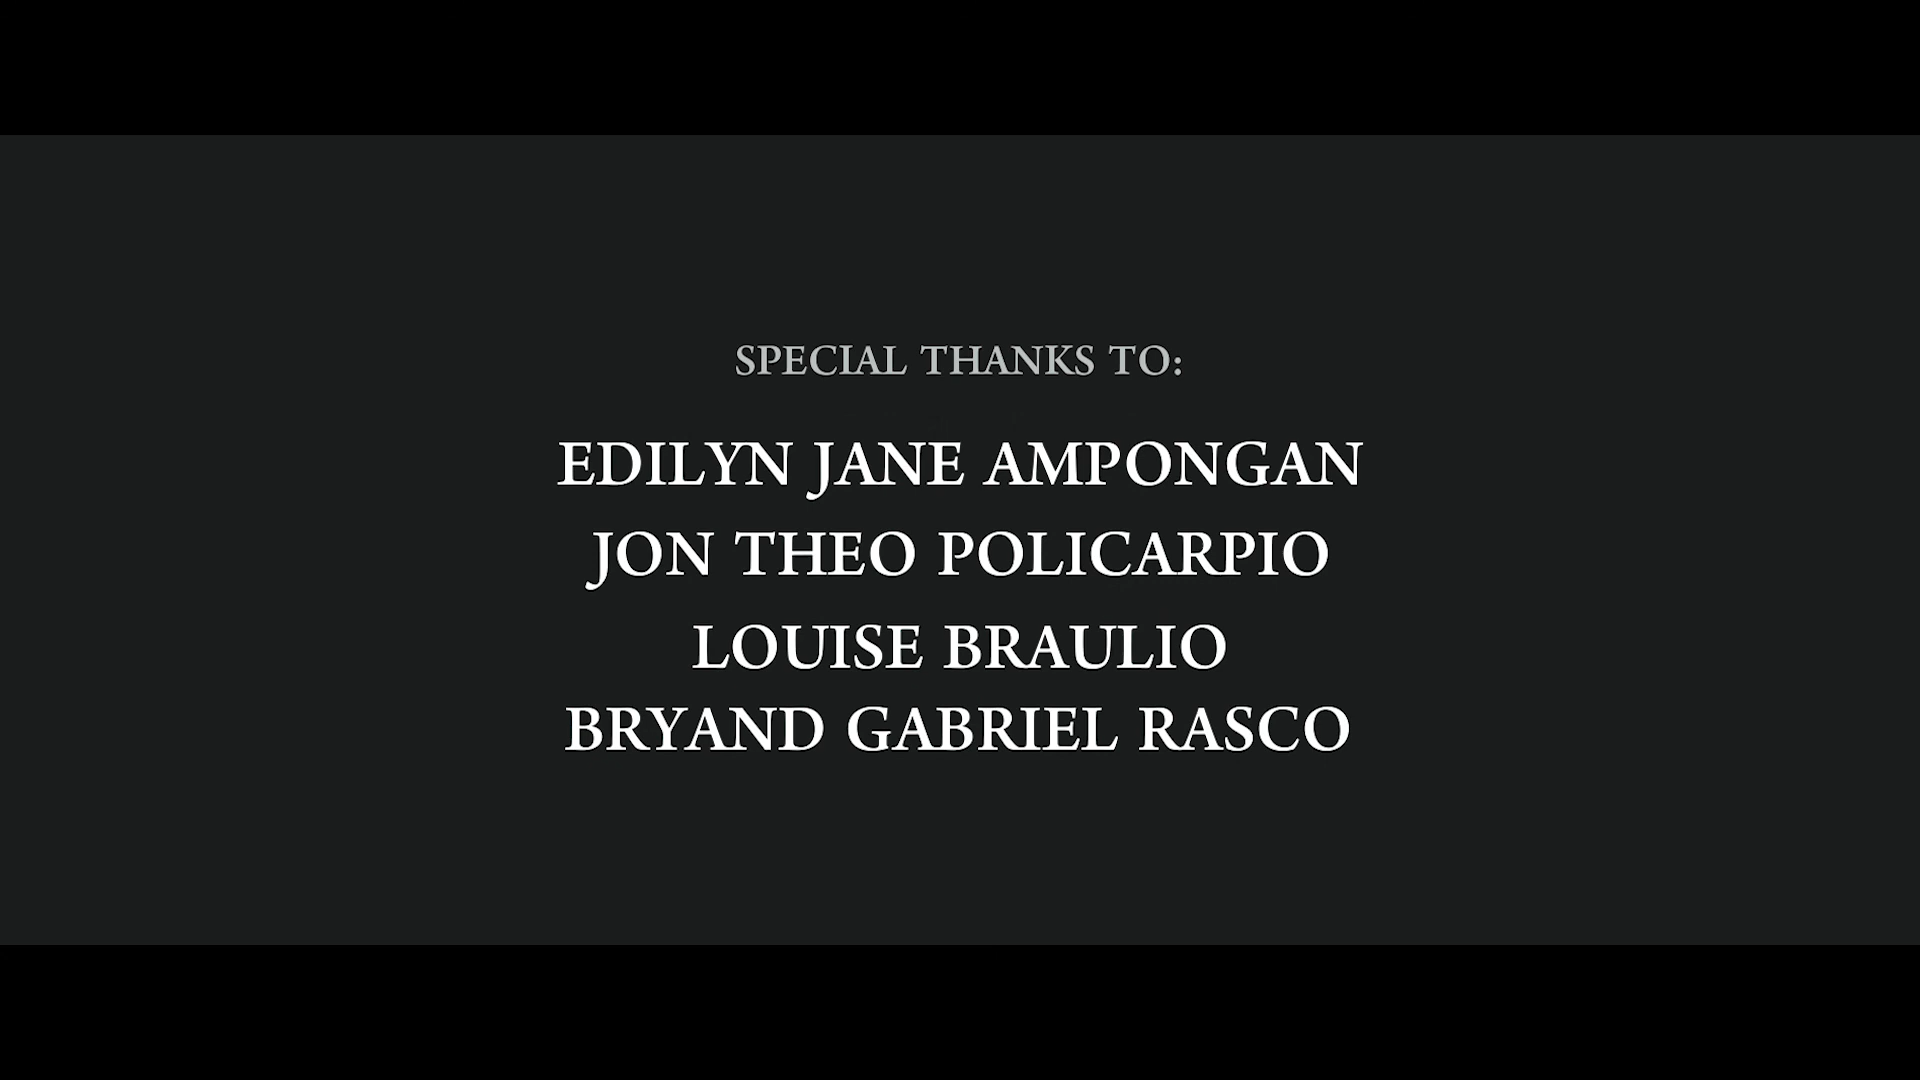 SPECIAL THANKS TO:
EDILYN JANE AMPONGAN
JON THEO POLICARPIO
LOUISE BRAULIO
BRYAND GABRIEL RASCO